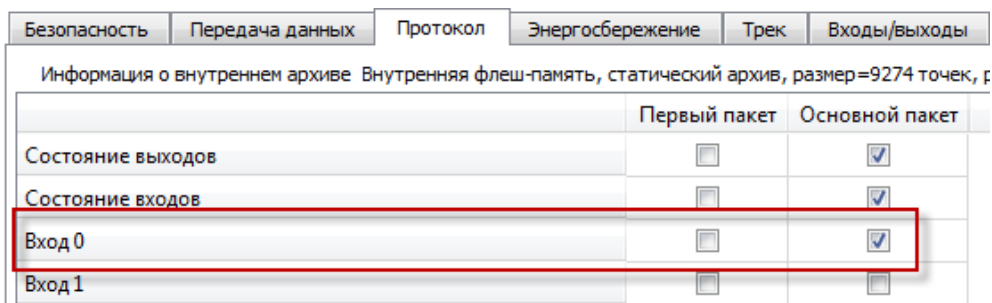 Безопасность Передача данных Протокол Энергосбережение Трек Входы/выходы
Информация о внутреннем архиве Внутренняя флеш-память, статический архив, размер=9274 точек,
Первый пакет Основной пакет
Состояние выходов
Состояние входов
Вход 0
Вход 1